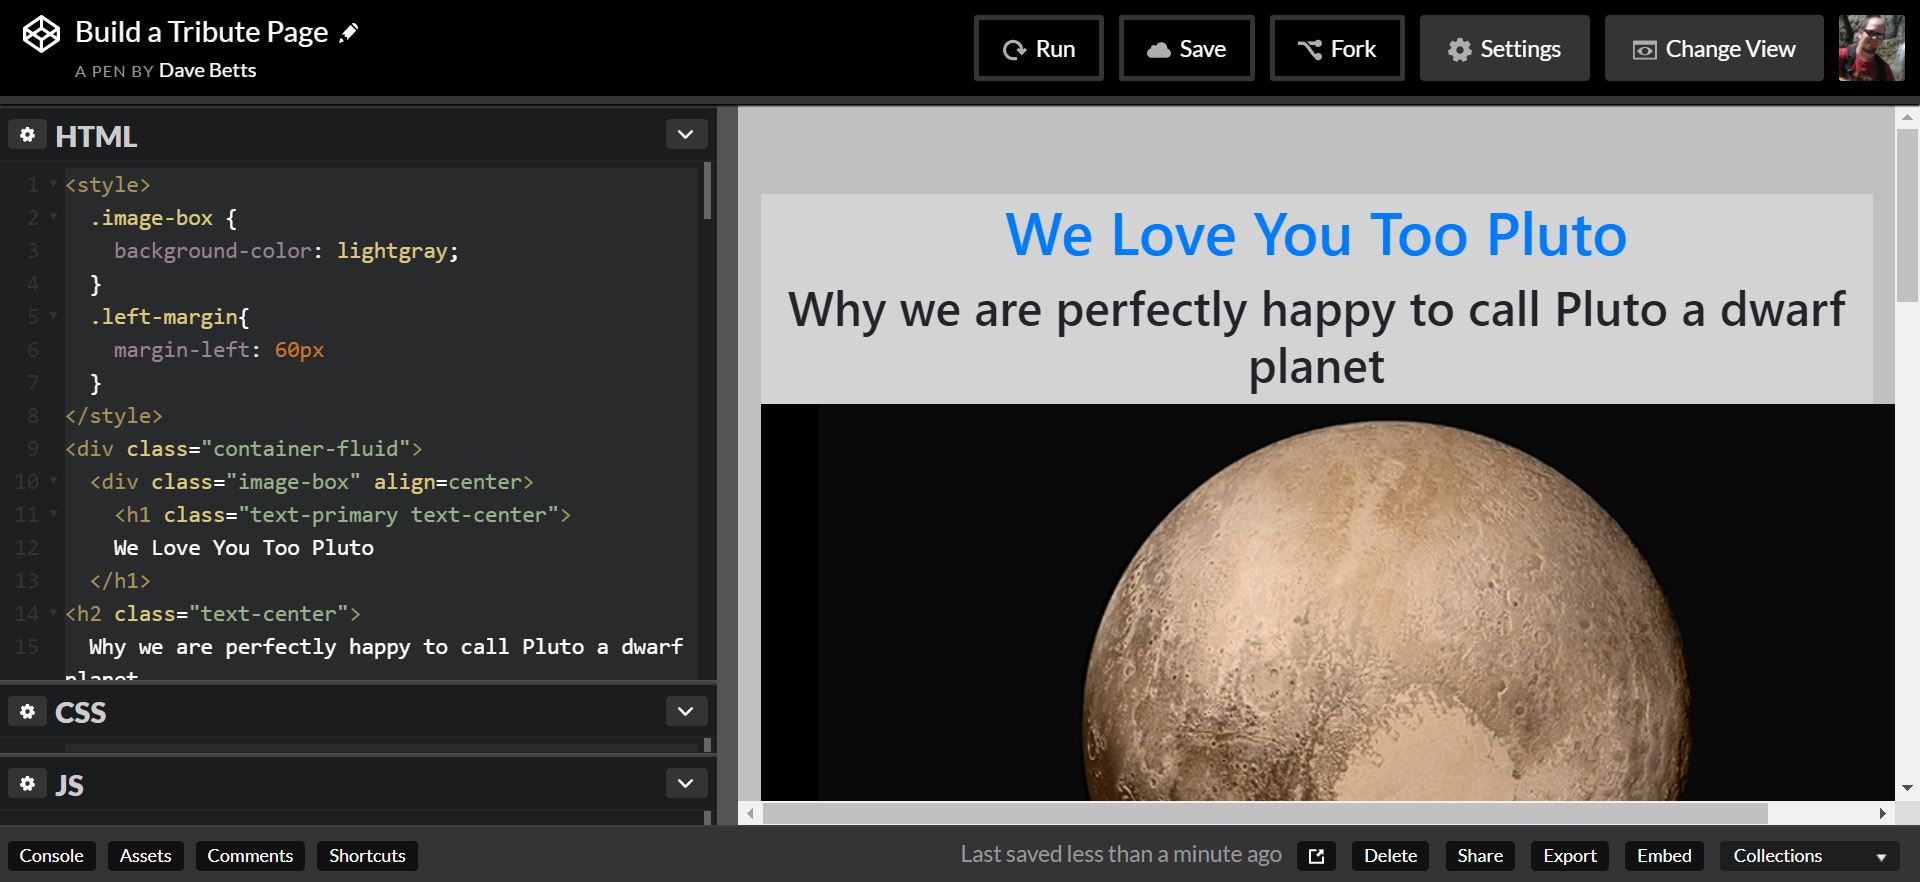 Build a Tribute Page
A PEN BY Dave Betts
Run
Save
Fork
Settings
Change View
HTML
1 <style>
2 .image-box {
3 background-color: lightgray;
4 }
5 .left-margin{
6 margin-left: 60px
7 }
8 </style>
9 <div class="container-fluid">
10 <div class="image-box" align=center>
11 <h1 class="text-primary text-center">
12 We Love You Too Pluto
13 </h1>
14 <h2 class="text-center">
15 Why we are perfectly happy to call Pluto a dwarf
planet
CSS
JS
We Love You Too Pluto
Why we are perfectly happy to call Pluto a dwarf
planet
Console
Assets
Comments
Shortcuts
Last saved less than a minute ago
Delete
Share
Export
Embed
Collections